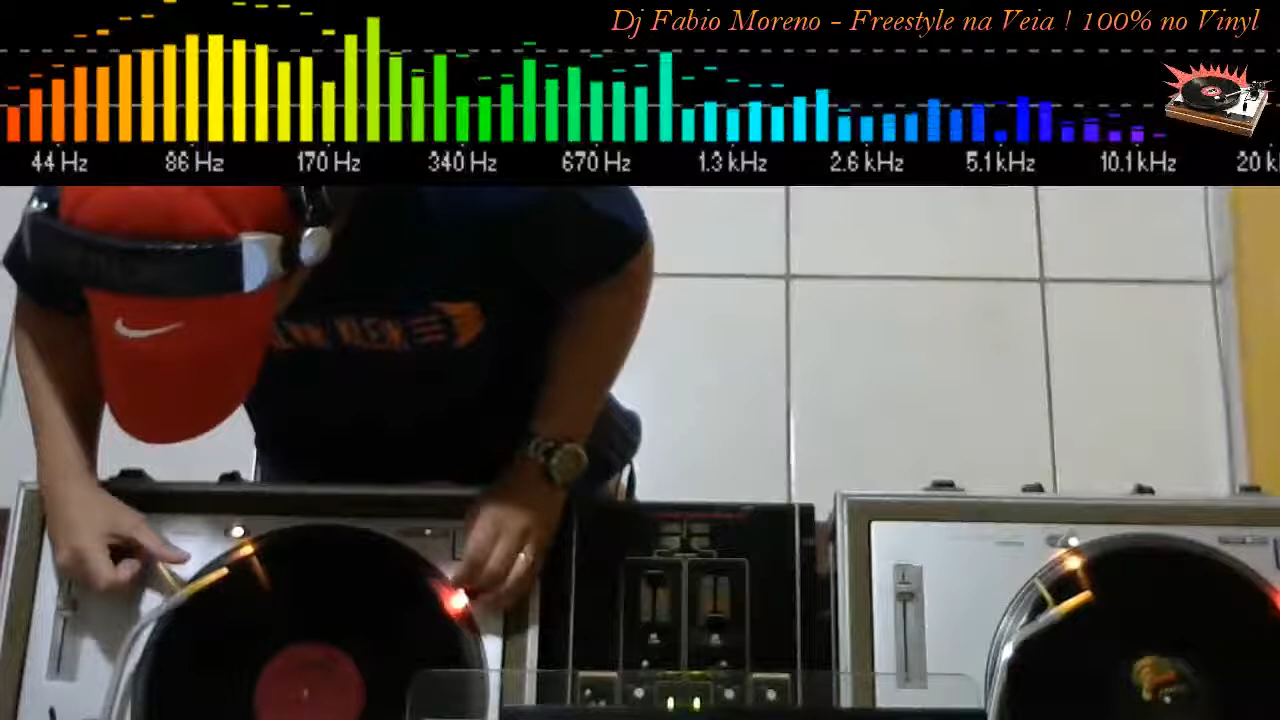 Dj Fabio Moreno - Freestyle na Veia ! 100% no Vinyl
44 Hz 86 Hz 170 Hz 340 Hz 670 Hz 1.3 kHz 2.6 kHz 5.1 kHz 10.1 kHz 20 k